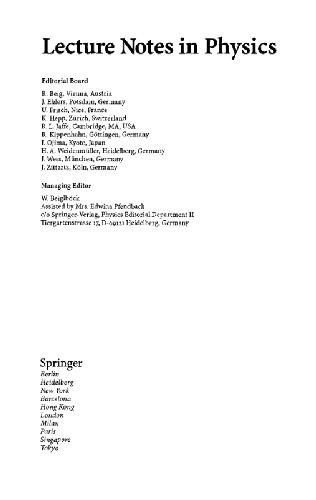 Lecture Notes in Physics
Editorial Board
R. Beig, Vienna, Austria
J. Ehlers, Potsdam, Germany
U. Frisch, Nice, France
K. Hepp, Zürich, Switzerland
R. L. Jaffe, Cambridge, MA, USA
R. Kippenhahn, Göttingen, Germany
I. Ojima, Kyoto, Japan
H. A. Weidenmüller, Heidelberg, Germany
J. Wess, München, Germany
J. Zittartz, Köln, Germany
Managing Editor
W. Beiglböck
Assisted by Mrs. Edwina Pfendbach
c/o Springer-Verlag, Physics Editorial Department II
Tiergartenstrasse 17, D-69121 Heidelberg, Germany
Springer
Berlin
Heidelberg
New York
Barcelona
Hong Kong
London
Milan
Paris
Singapore
Tokyo